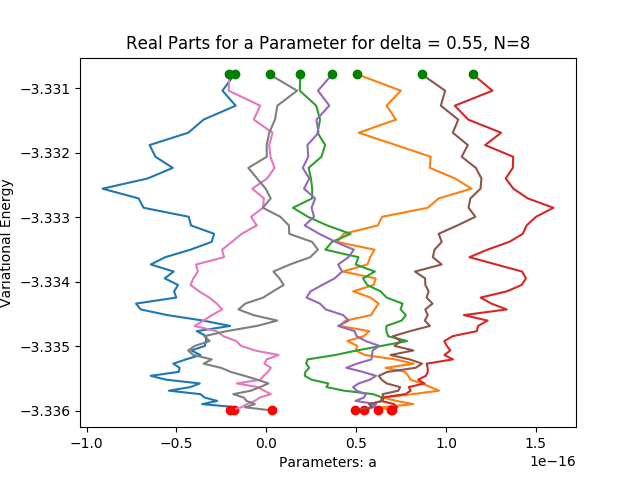 Real Parts for a Parameter for delta = 0.55, N=8
Variational Energy
−3.331
−3.332
−3.333
−3.334
−3.335
−3.336
−1.0 −0.5 0.0 0.5 1.0 1.5
Parameters: a
1e−16